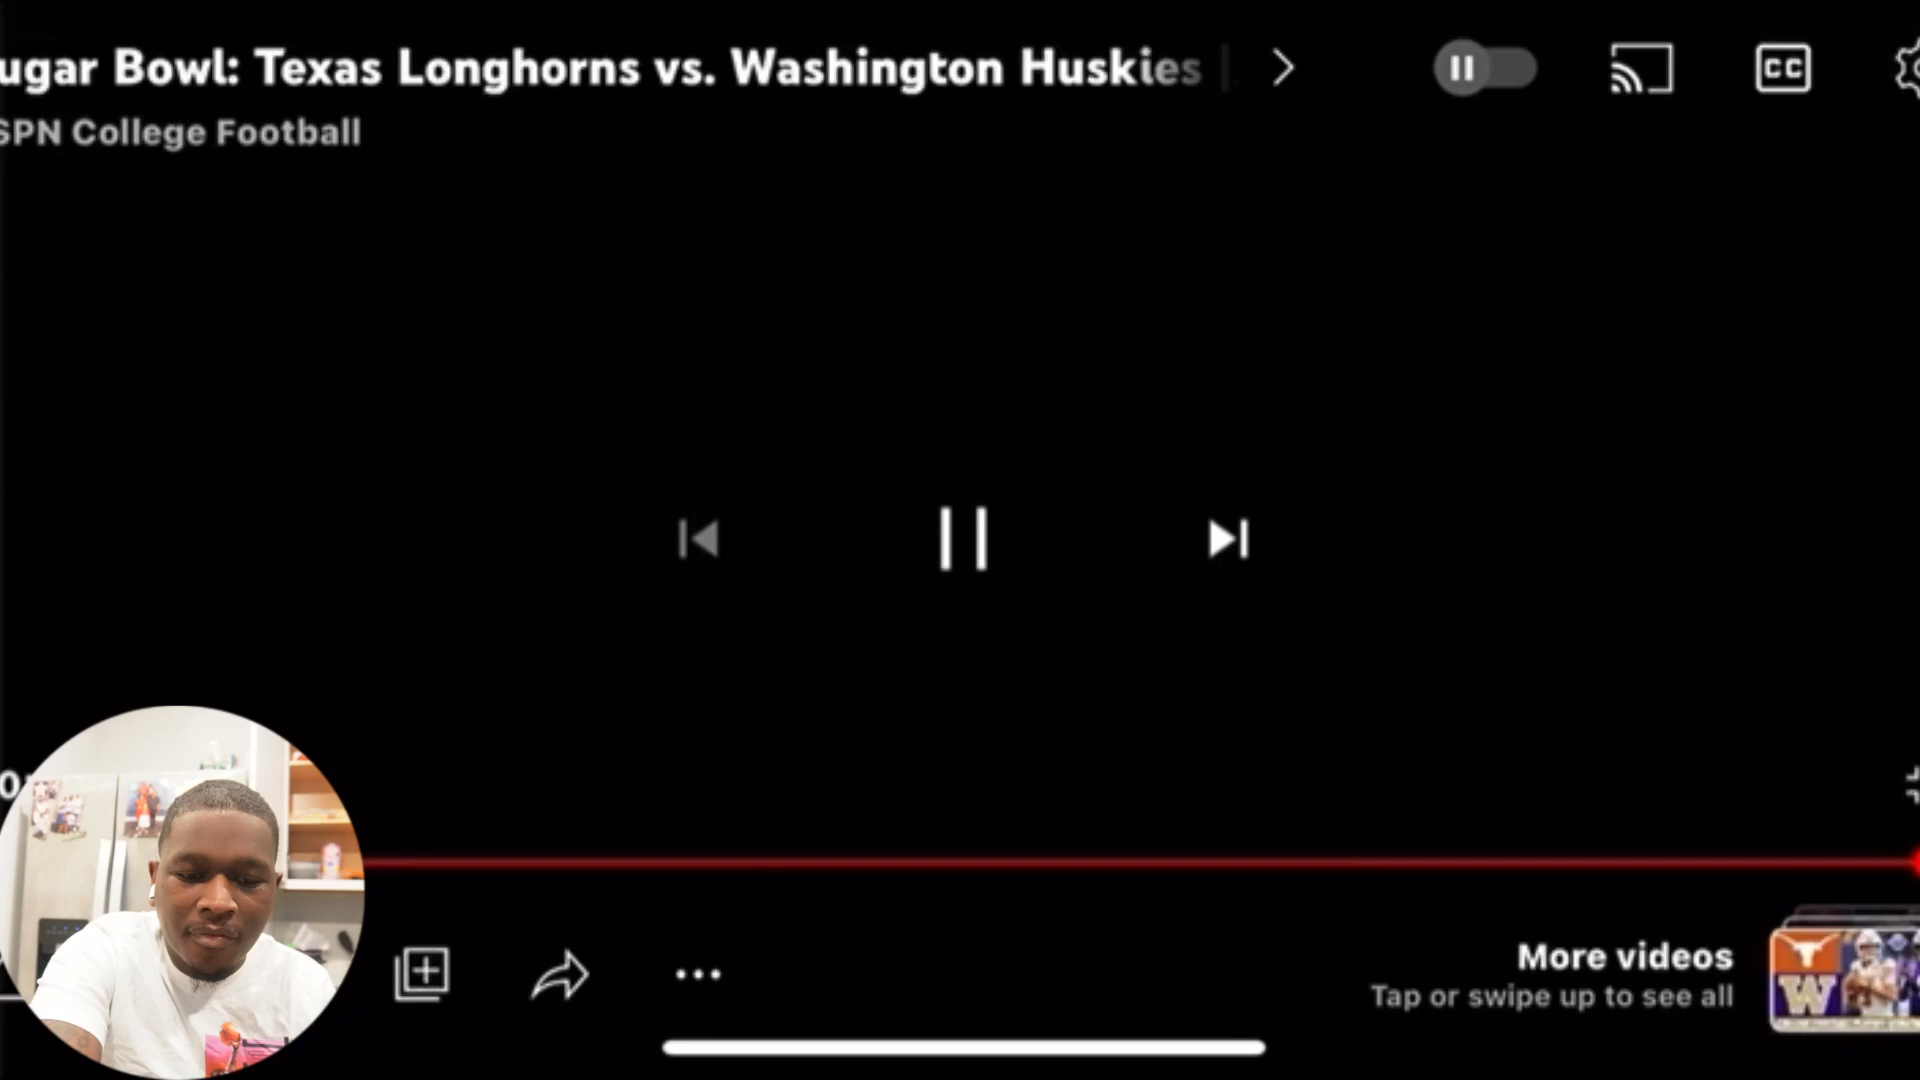 ugar Bowl: Texas Longhorns vs. Washington Huskies
SPN College Football
CC
More videos
Tap or swipe up to see all
W